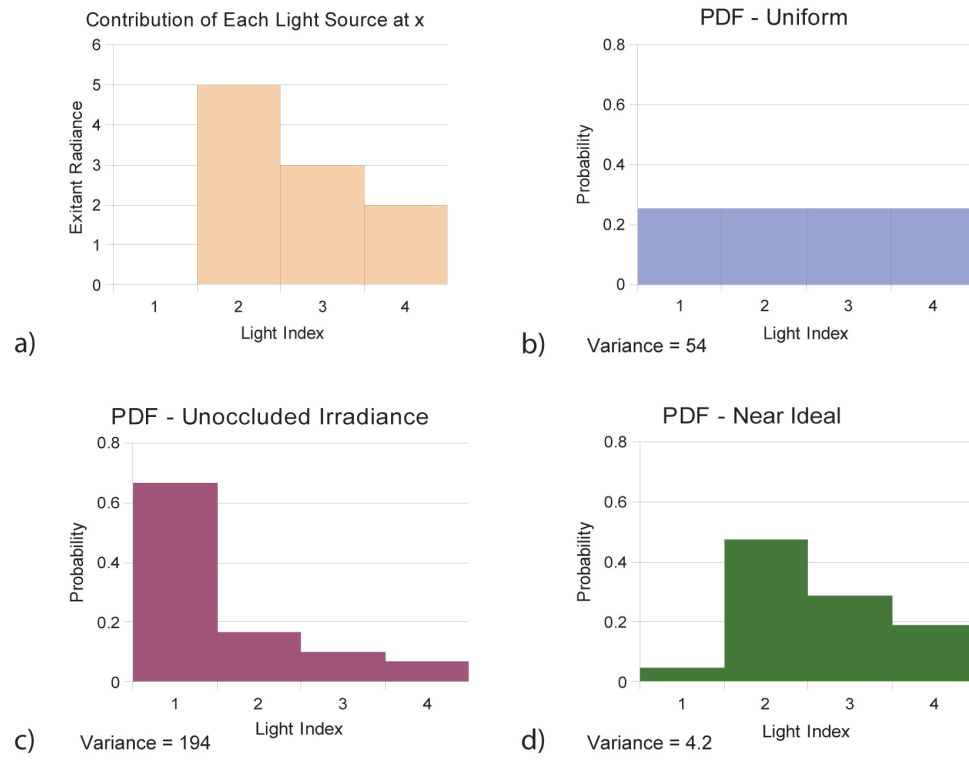 Contribution of Each Light Source at x
6
5
4
3
2
1
0
Exitant Radiance
1 2 3 4
Light Index
a)
PDF - Uniform
0.8
0.6
0.4
0.2
0
Probability
1 2 3 4
Light Index
b) Variance = 54
PDF - Unoccluded Irradiance
0.8
0.6
0.4
0.2
0
Probability
1 2 3 4
Light Index
c) Variance = 194
PDF - Near Ideal
0.8
0.6
0.4
0.2
0
Probability
1 2 3 4
Light Index
d) Variance = 4.2